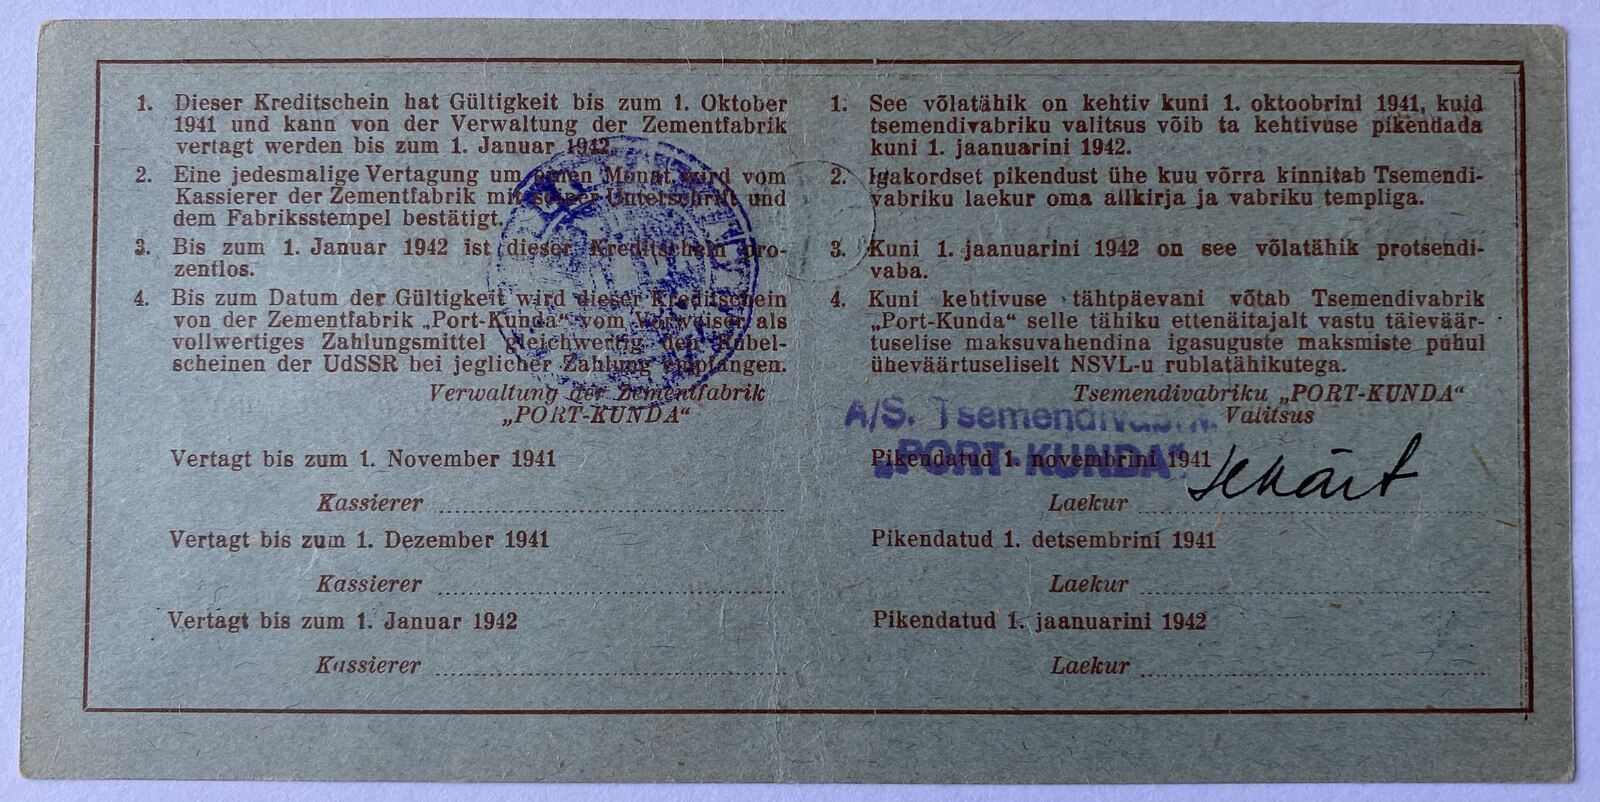 1. Dieser Kreditschein hat Gültigkeit bis zum 1. Oktober
1941 und kann von der Verwaltung der Zementfabrik
vertagt werden bis zum 1. Januar 1942.
2. Eine jedesmalige Vertagung um einen Monat wird vom
Kassierer der Zementfabrik mit seiner Unterschrift und
dem Fabriksstempel bestätigt.
3. Bis zum 1. Januar 1942 ist dieser Kreditschein pro-
zentlos.
4. Bis zum Datum der Gültigkeit wird dieser Kreditschein
von der Zementfabrik „Port-Kunda“ vom Vorweiser als
vollwertiges Zahlungsmittel gleichwertig den Rubel-
scheinen der UdSSR bei jeglicher Zahlung empfangen.
Verwaltung der Zementfabrik
„PORT-KUNDA“
Vertagt bis zum 1. November 1941
Kassierer
Vertagt bis zum 1. Dezember 1941
Kassierer
Vertagt bis zum 1. Januar 1942
Kassierer
1. See võlatähik on kehtiv kuni 1. oktoobrini 1941, kuid
tsemendivabriku valitsus võib ta kehtivuse pikendada
kuni 1. jaanuarini 1942.
2. Igakordset pikendust ühe kuu võrra kinnitab Tsemendi-
vabriku laekur oma allkirja ja vabriku templiga.
3. Kuni 1. jaanuarini 1942 on see võlatähik protsendi-
vaba.
4. Kuni kehtivuse tähtpäevani võtab Tsemendivabrik
„Port-Kunda“ selle tähiku ettenäitajalt vastu täieväär-
tuselise maksuvahendina igasuguste maksmiste puhul
üheväärtuseliselt NSVL-u rublatähikutega.
Tsemendivabriku „PORT-KUNDA“
Valitsus
A/S. Tsemendivabrik
„PORT-KUNDA“
Pikendatud 1. novembrini 1941
Laekur
Pikendatud 1. detsembrini 1941
Laekur
Pikendatud 1. jaanuarini 1942
Laekur